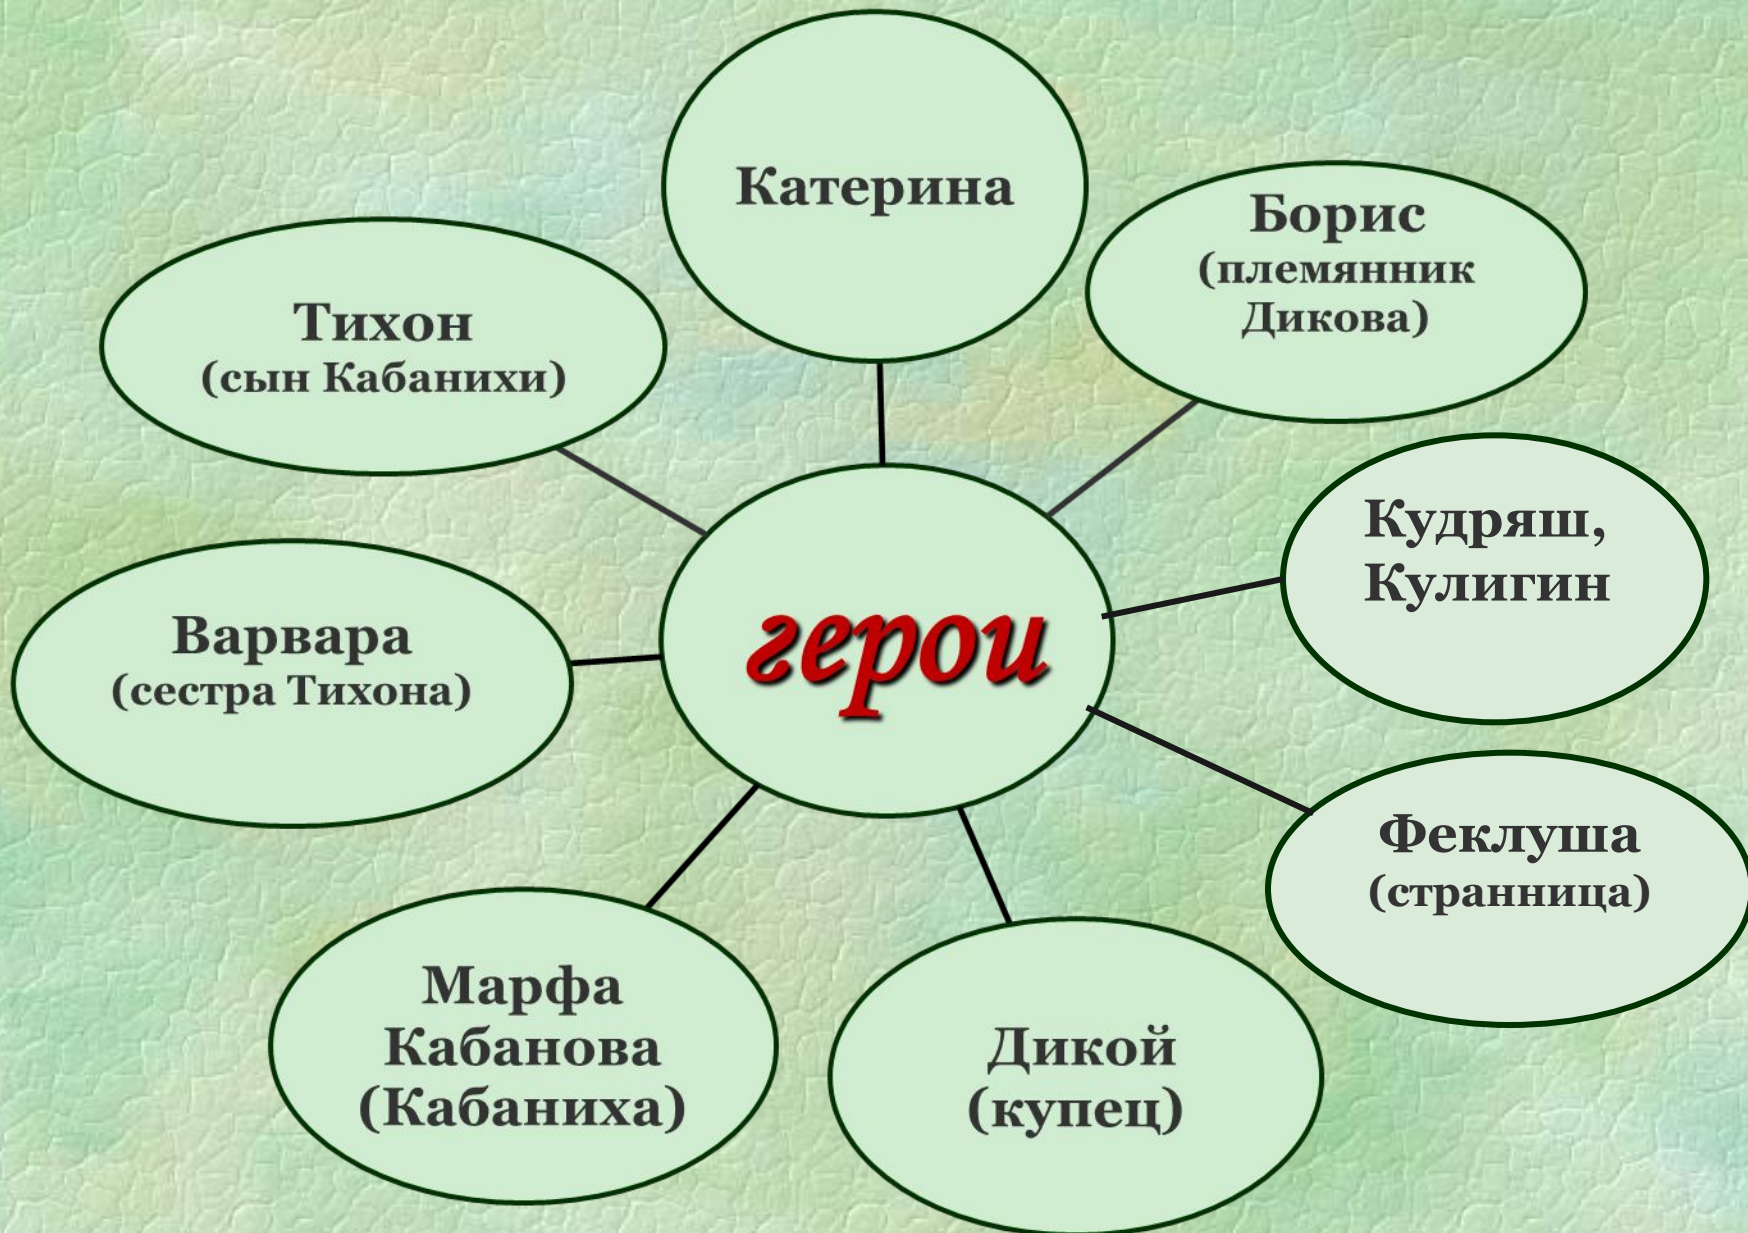 Катерина
Борис
(племянник
Дикова)
Тихон
(сын Кабанихи)
Кудряш,
Кулигин
герои
Варвара
(сестра Тихона)
Феклуша
(странница)
Марфа
Кабанова
(Кабаниха)
Дикой
(купец)